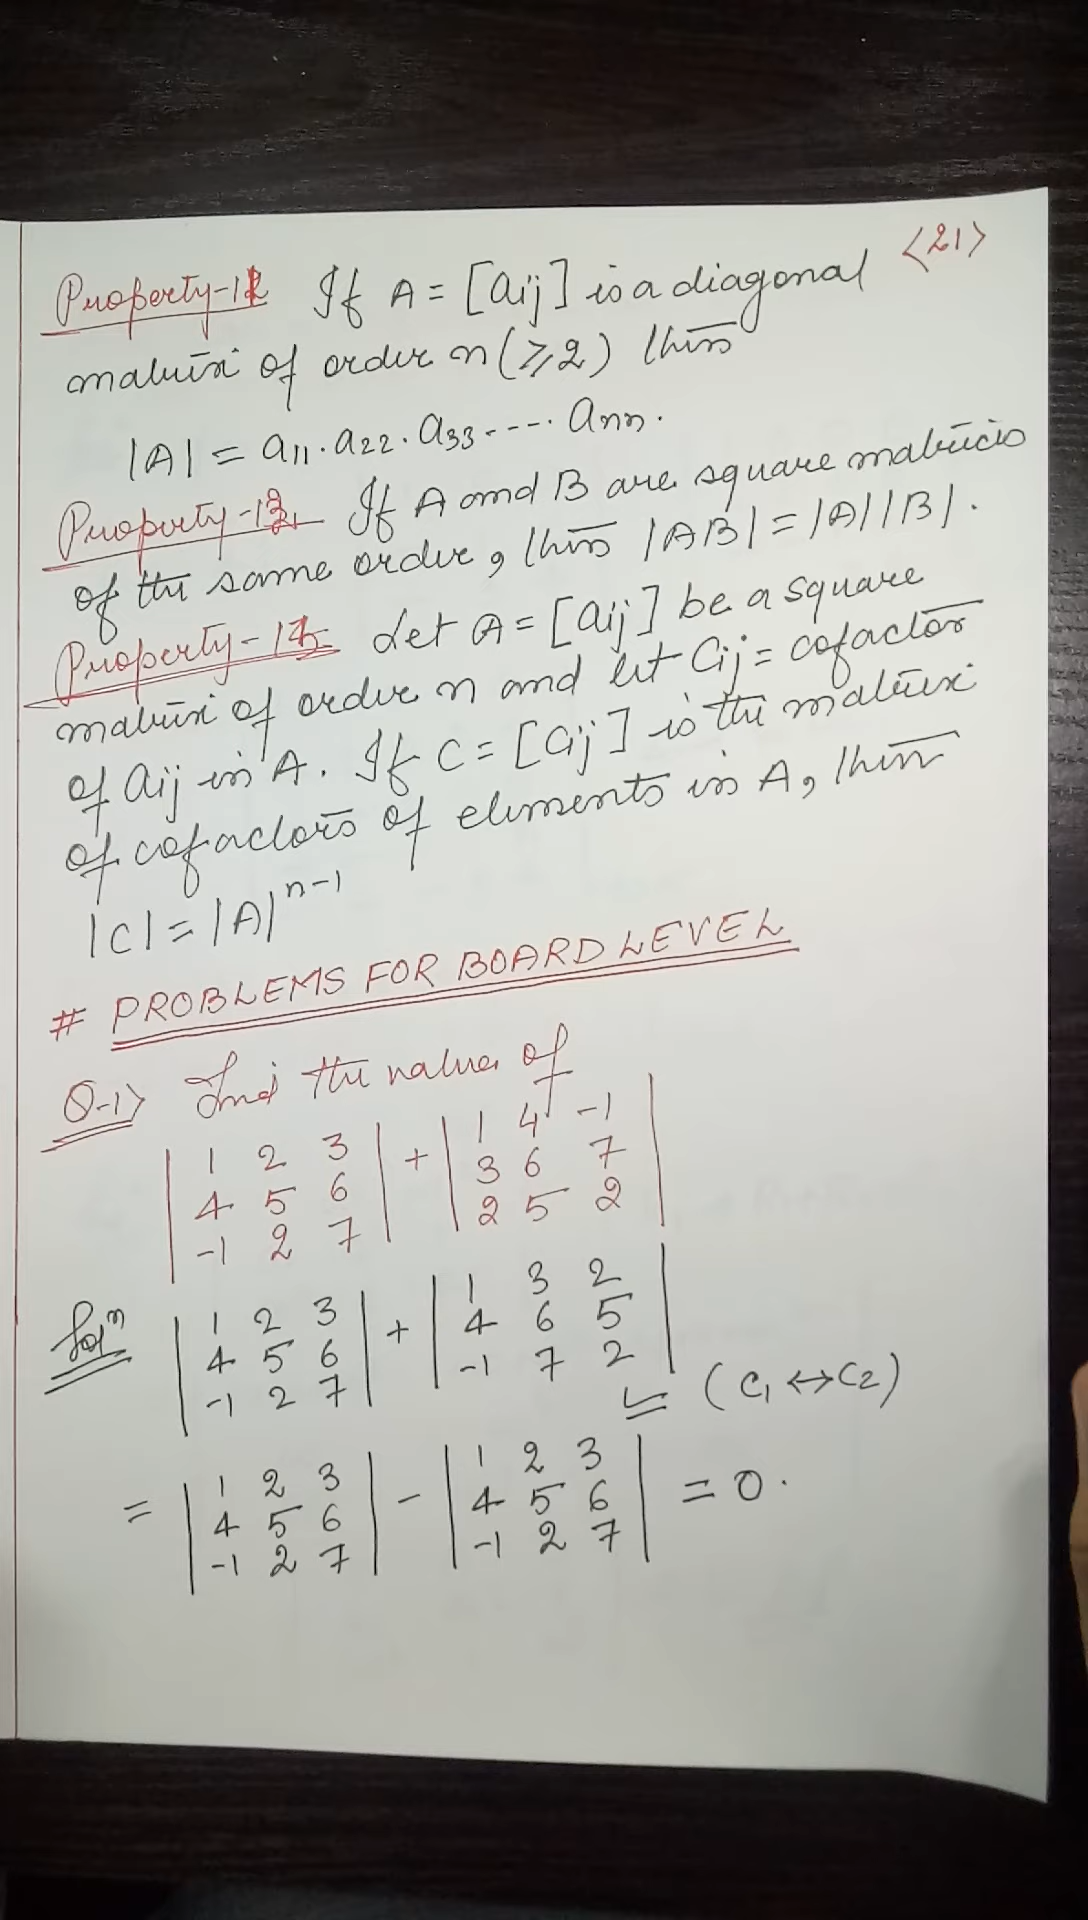 <21>
Property-12 If A = [aij] is a diagonal
matrix of order n (≥2) then
|A| = a11.a22.a33.----.ann.
Property-13 If A and B are square matrices
of the same order, then |AB| = |A||B|.
Property-14 Let A = [aij] be a square
matrix of order n and let Cij = cofactor
of aij in A. If C = [Cij] is the matrix
of cofactors of elements in A, then
|C| = |A|^n-1
# PROBLEMS FOR BOARD LEVEL
Q-1> Find the value of
| 1 2 3 | + | 1 4 -1 |
| 4 5 6 | | 3 6 7 |
| -1 2 7 | | 2 5 2 |
Solⁿ | 1 2 3 | + | 1 3 2 |
| 4 5 6 | | 4 6 5 |
| -1 2 7 | | -1 7 2 |
(C1 ↔ C2)
= | 1 2 3 | - | 1 2 3 | = 0.
| 4 5 6 | | 4 5 6 |
| -1 2 7 | | -1 2 7 |